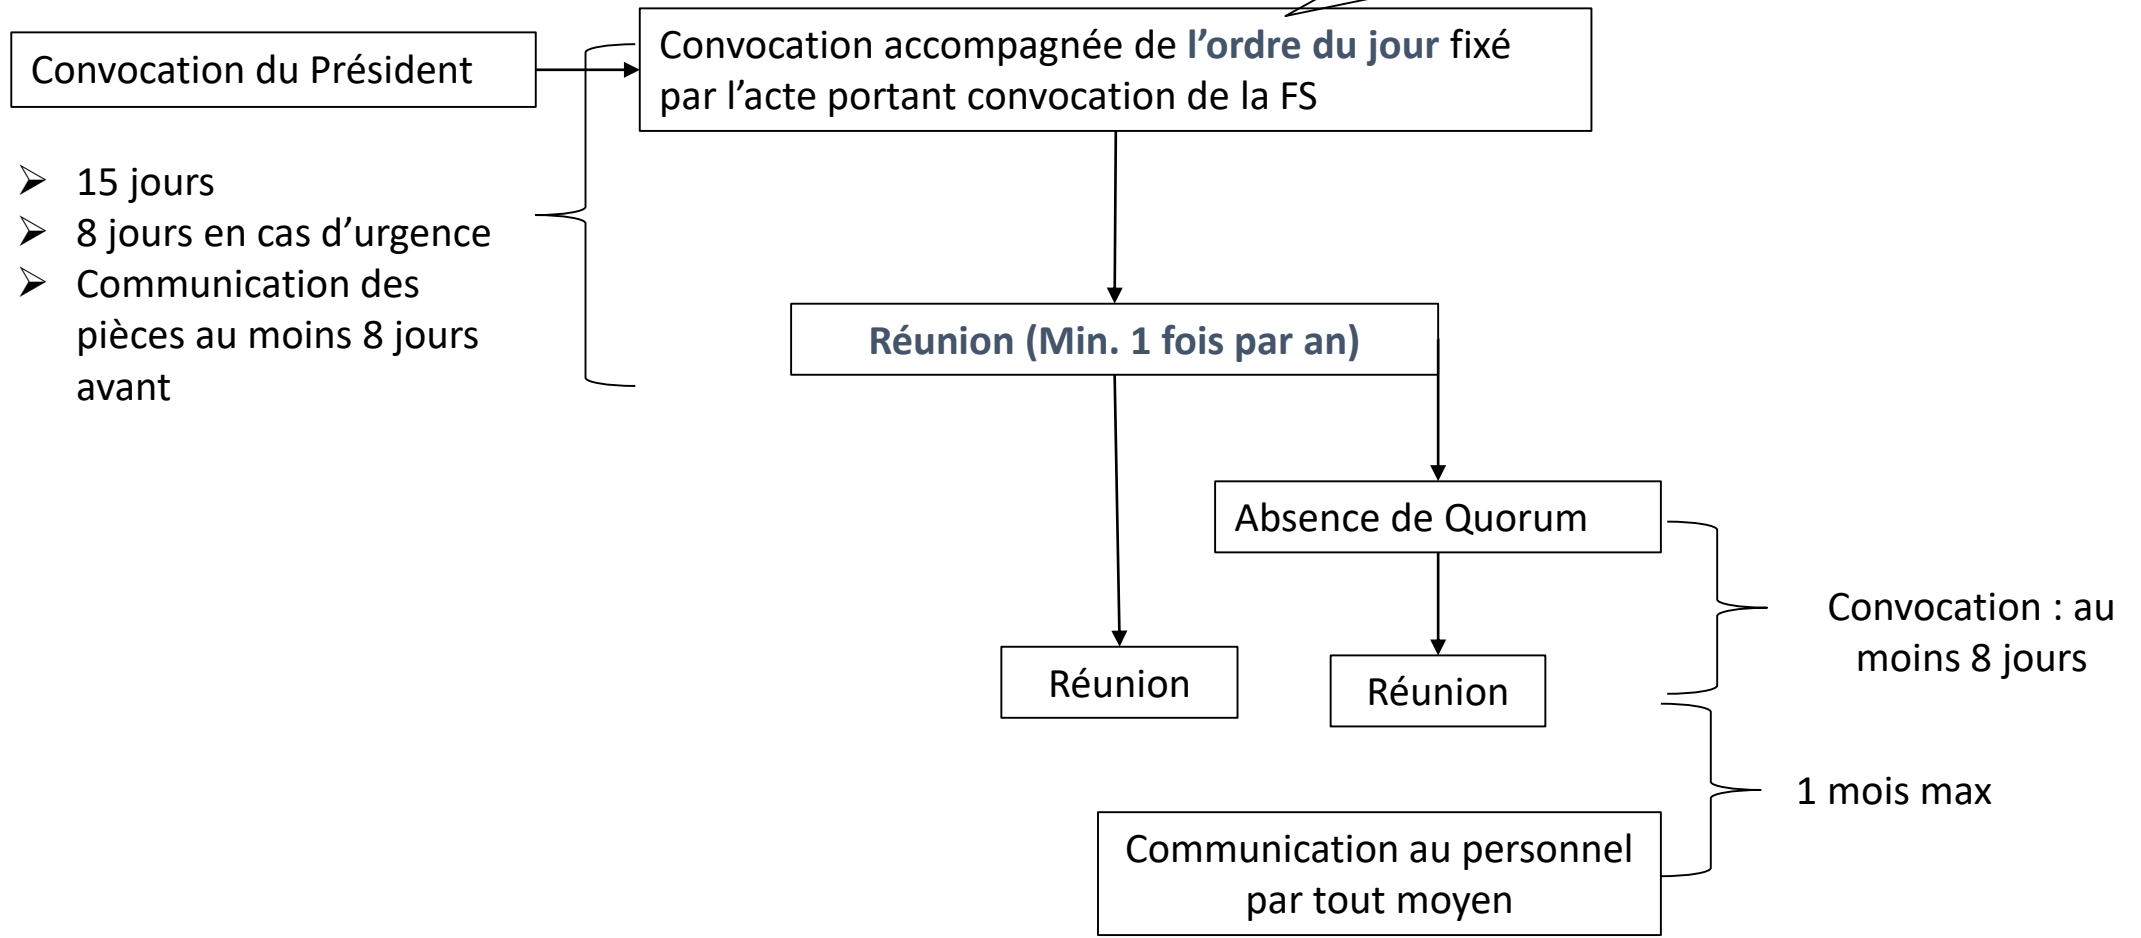 Convocation du Président
Convocation accompagnée de l’ordre du jour fixé
par l’acte portant convocation de la FS
➢ 15 jours
➢ 8 jours en cas d’urgence
➢ Communication des
pièces au moins 8 jours
avant
Réunion (Min. 1 fois par an)
Absence de Quorum
Convocation : au
moins 8 jours
Réunion
Réunion
1 mois max
Communication au personnel
par tout moyen